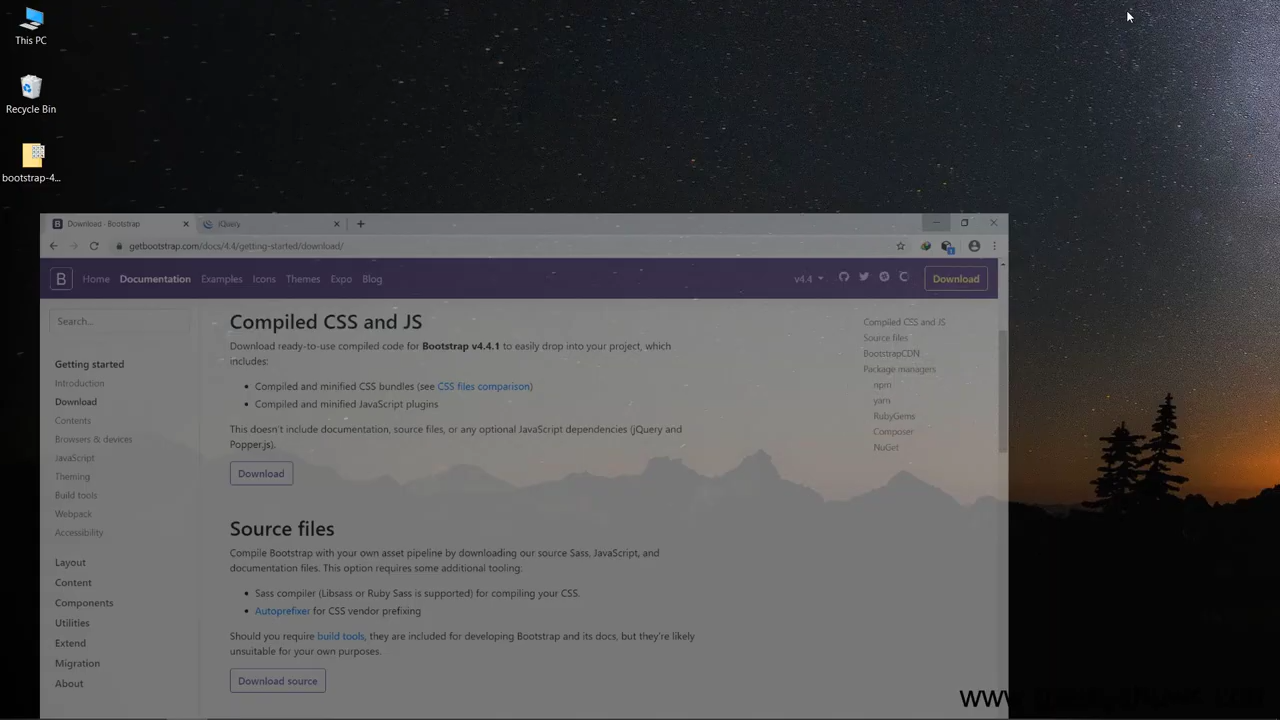 This PC
Recycle Bin
bootstrap-4...
Download · Bootstrap
jQuery
getbootstrap.com/docs/4.4/getting-started/download/
B Home Documentation Examples Icons Themes Expo Blog v4.4 Download
Search...
Getting started
Introduction
Download
Contents
Browsers & devices
JavaScript
Theming
Build tools
Webpack
Accessibility
Layout
Content
Components
Utilities
Extend
Migration
About
Compiled CSS and JS
Download ready-to-use compiled code for Bootstrap v4.4.1 to easily drop into your project, which
includes:
Compiled and minified CSS bundles (see CSS files comparison)
Compiled and minified JavaScript plugins
This doesn't include documentation, source files, or any optional JavaScript dependencies (jQuery and
Popper.js).
Download
Source files
Compile Bootstrap with your own asset pipeline by downloading our source Sass, JavaScript, and
documentation files. This option requires some additional tooling:
Sass compiler (Libsass or Ruby Sass is supported) for compiling your CSS.
Autoprefixer for CSS vendor prefixing
Should you require build tools, they are included for developing Bootstrap and its docs, but they're likely
unsuitable for your own purposes.
Download source
Compiled CSS and JS
Source files
BootstrapCDN
Package managers
npm
yarn
RubyGems
Composer
NuGet